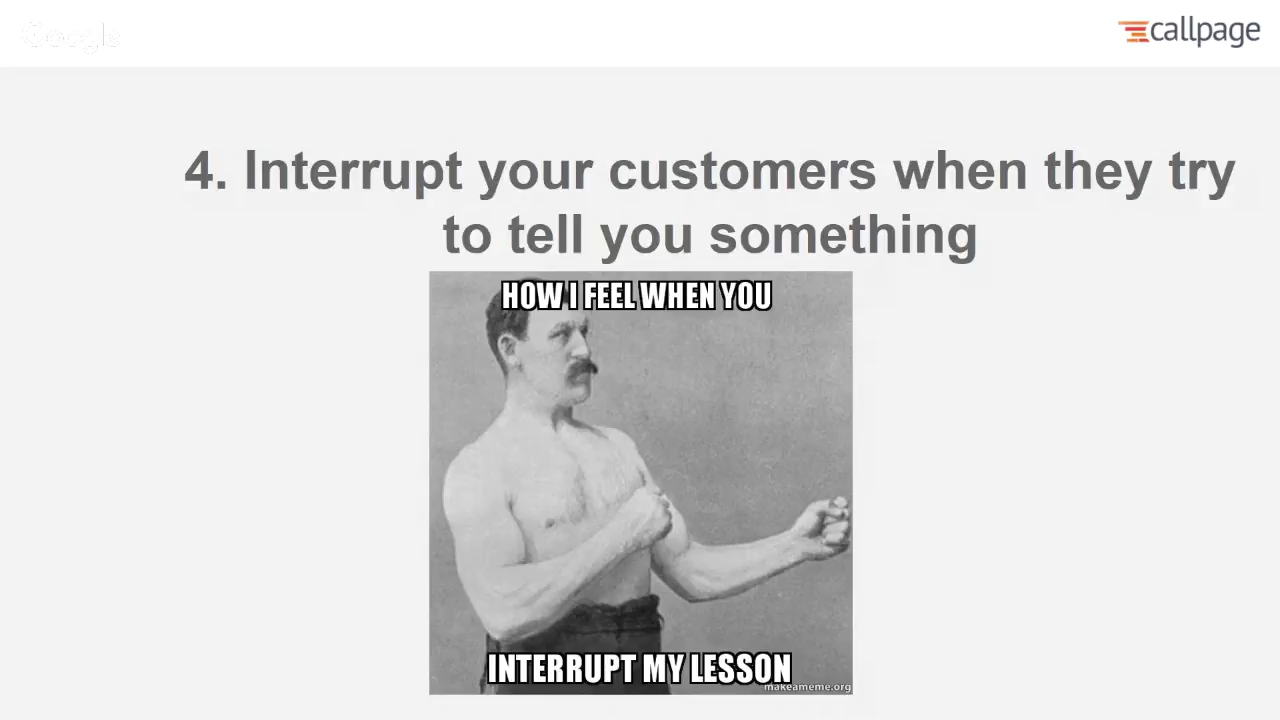 Google
callpage
4. Interrupt your customers when they try
to tell you something
HOW I FEEL WHEN YOU
INTERRUPT MY LESSON
makeameme.org